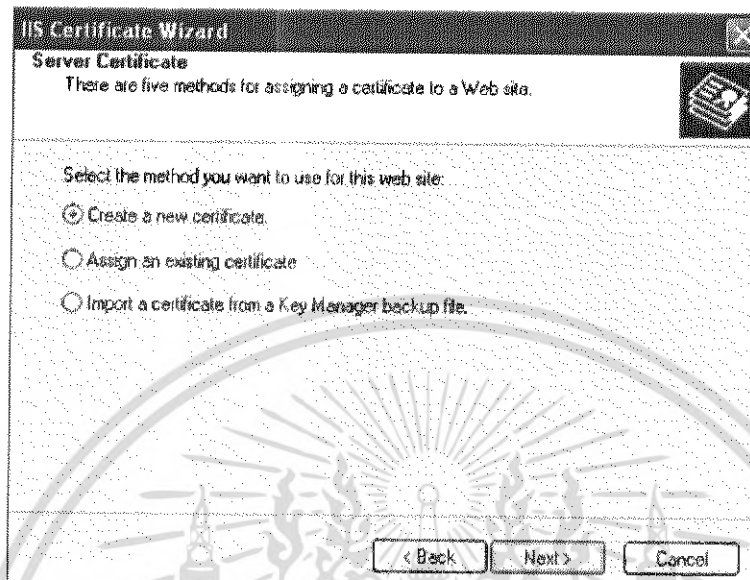 IIS Certificate Wizard
Server Certificate
There are five methods for assigning a certificate to a Web site.
Select the method you want to use for this web site:
Create a new certificate.
Assign an existing certificate
Import a certificate from a Key Manager backup file.
< Back
Next >
Cancel